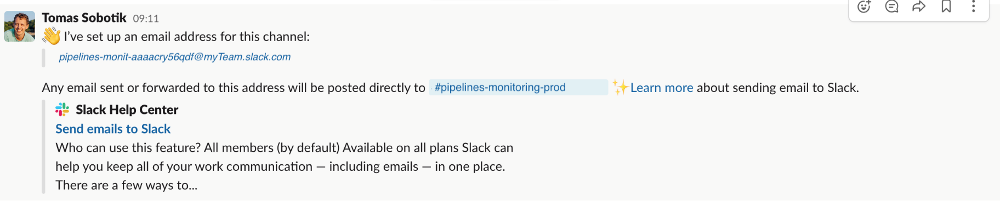 Tomas Sobotik 09:11
I've set up an email address for this channel:
pipelines-monit-aaaacry56qdf@myTeam.slack.com
Any email sent or forwarded to this address will be posted directly to #pipelines-monitoring-prod Learn more about sending email to Slack.
Slack Help Center
Send emails to Slack
Who can use this feature? All members (by default) Available on all plans Slack can
help you keep all of your work communication — including emails — in one place.
There are a few ways to...